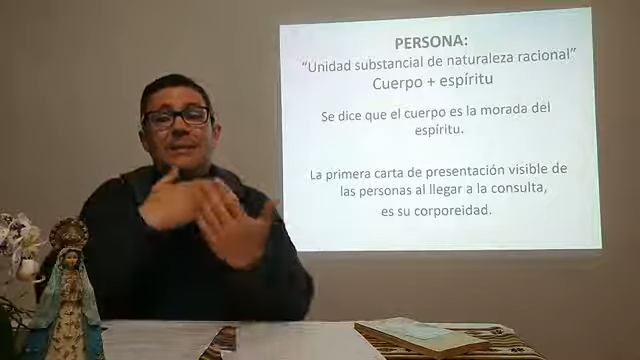 PERSONA:
“Unidad substancial de naturaleza racional”
Cuerpo + espíritu
Se dice que el cuerpo es la morada del
espíritu.
La primera carta de presentación visible de
las personas al llegar a la consulta,
es su corporeidad.